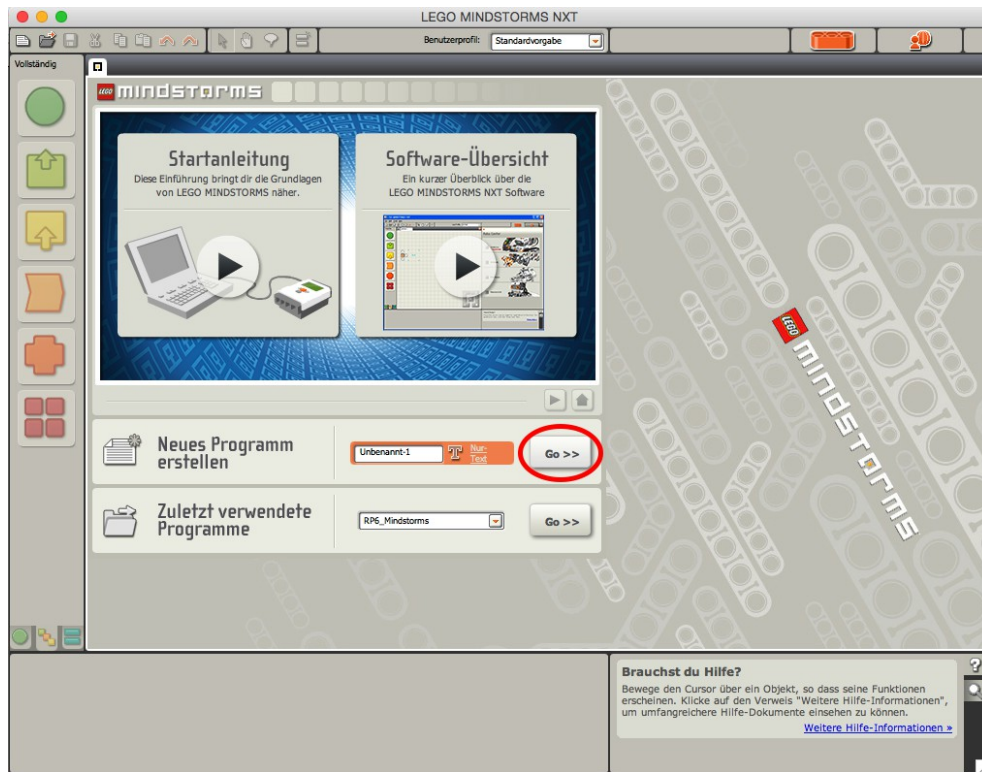 LEGO MINDSTORMS NXT
Benutzerprofil: Standardvorgabe
Vollständig
LEGO mindstorms
Startanleitung
Diese Einführung bringt dir die Grundlagen
von LEGO MINDSTORMS näher.
Software-Übersicht
Ein kurzer Überblick über die
LEGO MINDSTORMS NXT Software
LEGO mindstorms
Neues Programm
erstellen
Unbenannt-1
T
Nur-
Text
Go >>
Zuletzt verwendete
Programme
RP6_Mindstorms
Go >>
Brauchst du Hilfe?
Bewege den Cursor über ein Objekt, so dass seine Funktionen
erscheinen. Klicke auf den Verweis "Weitere Hilfe-Informationen",
um umfangreichere Hilfe-Dokumente einsehen zu können.
Weitere Hilfe-Informationen »
?